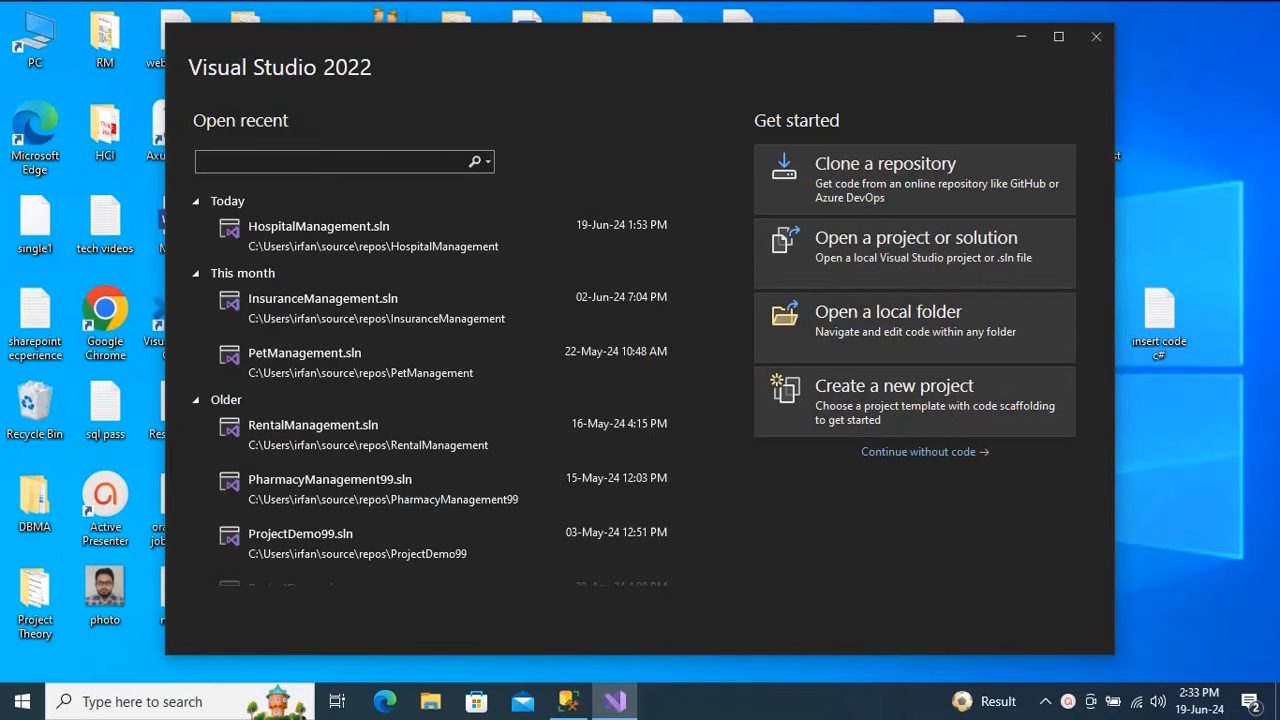 PC
RM
web
Microsoft
Edge
HCI
Axu
single1
tech videos
sharepoint
ecperience
Google
Chrome
Visu
Recycle Bin
sql pass
Res
DBMA
Active
Presenter
ora
job
Project
Theory
photo
insert code
c#
Visual Studio 2022
Open recent
Today
HospitalManagement.sln
19-Jun-24 1:53 PM
C:\Users\irfan\source\repos\HospitalManagement
This month
InsuranceManagement.sln
02-Jun-24 7:04 PM
C:\Users\irfan\source\repos\InsuranceManagement
PetManagement.sln
22-May-24 10:48 AM
C:\Users\irfan\source\repos\PetManagement
Older
RentalManagement.sln
16-May-24 4:15 PM
C:\Users\irfan\source\repos\RentalManagement
PharmacyManagement99.sln
15-May-24 12:03 PM
C:\Users\irfan\source\repos\PharmacyManagement99
ProjectDemo99.sln
03-May-24 12:51 PM
C:\Users\irfan\source\repos\ProjectDemo99
Get started
Clone a repository
Get code from an online repository like GitHub or
Azure DevOps
Open a project or solution
Open a local Visual Studio project or .sln file
Open a local folder
Navigate and edit code within any folder
Create a new project
Choose a project template with code scaffolding
to get started
Continue without code →
Type here to search
Result
2:33 PM
19-Jun-24
2